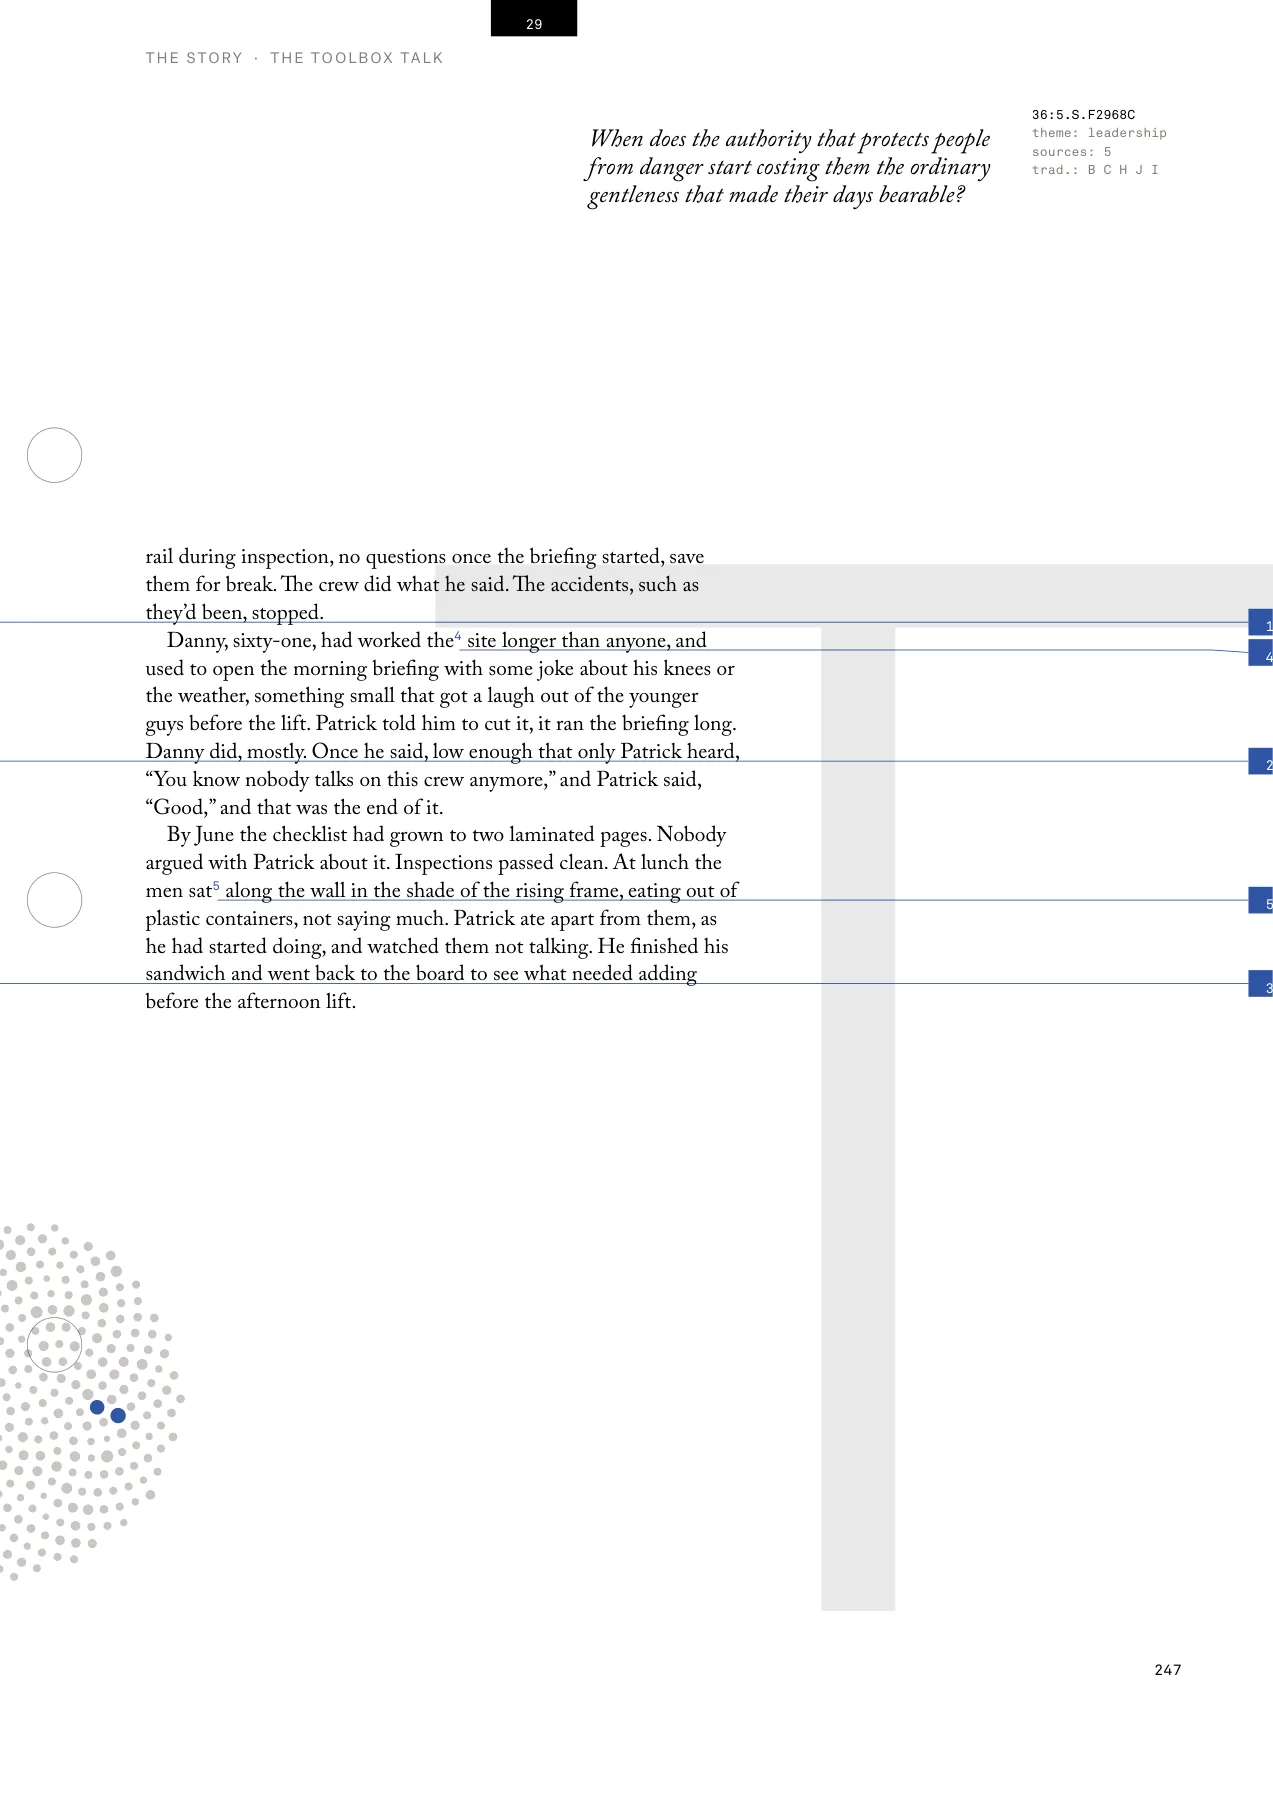 29
THE STORY · THE TOOLBOX TALK
When does the authority that protects people
from danger start costing them the ordinary
gentleness that made their days bearable?
36:5.S.F2968C
theme: leadership
sources: 5
trad.: B C H J I
rail during inspection, no questions once the briefing started, save
them for break. The crew did what he said. The accidents, such as
they’d been, stopped.
Danny, sixty-one, had worked the4 site longer than anyone, and
used to open the morning briefing with some joke about his knees or
the weather, something small that got a laugh out of the younger
guys before the lift. Patrick told him to cut it, it ran the briefing long.
Danny did, mostly. Once he said, low enough that only Patrick heard,
“You know nobody talks on this crew anymore,” and Patrick said,
“Good,” and that was the end of it.
By June the checklist had grown to two laminated pages. Nobody
argued with Patrick about it. Inspections passed clean. At lunch the
men sat5 along the wall in the shade of the rising frame, eating out of
plastic containers, not saying much. Patrick ate apart from them, as
he had started doing, and watched them not talking. He finished his
sandwich and went back to the board to see what needed adding
before the afternoon lift.
1
4
2
5
3
247